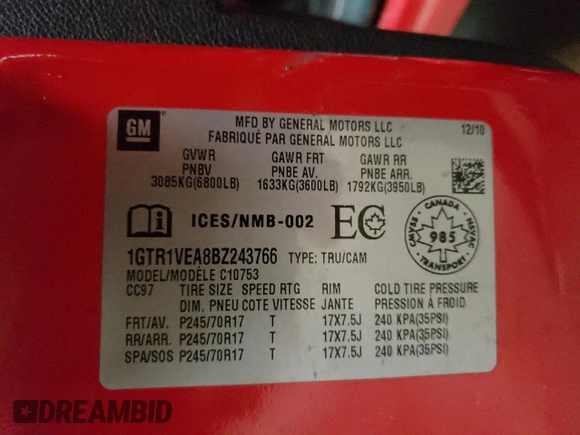 GM
MFD BY GENERAL MOTORS LLC
12/10
FABRIQUÉ PAR GENERAL MOTORS LLC
GVWR GAWR FRT GAWR RR
PNBV PNBE AV. PNBE ARR.
3085KG(6800LB) 1633KG(3600LB) 1792KG(3950LB)
ICES/NMB-002 EC
CANADA
CMVSS 985 NSVAC
TRANSPORT
1GTR1VEA8BZ243766 TYPE: TRU/CAM
MODEL/MODÈLE C10753
CC97 TIRE SIZE SPEED RTG RIM COLD TIRE PRESSURE
DIM. PNEU COTE VITESSE JANTE PRESSION À FROID
FRT/AV. P245/70R17 T 17X7.5J 240 KPA(35PSI)
RR/ARR. P245/70R17 T 17X7.5J 240 KPA(35PSI)
SPA/SOS P245/70R17 T 17X7.5J 240 KPA(35PSI)
DREAMBID